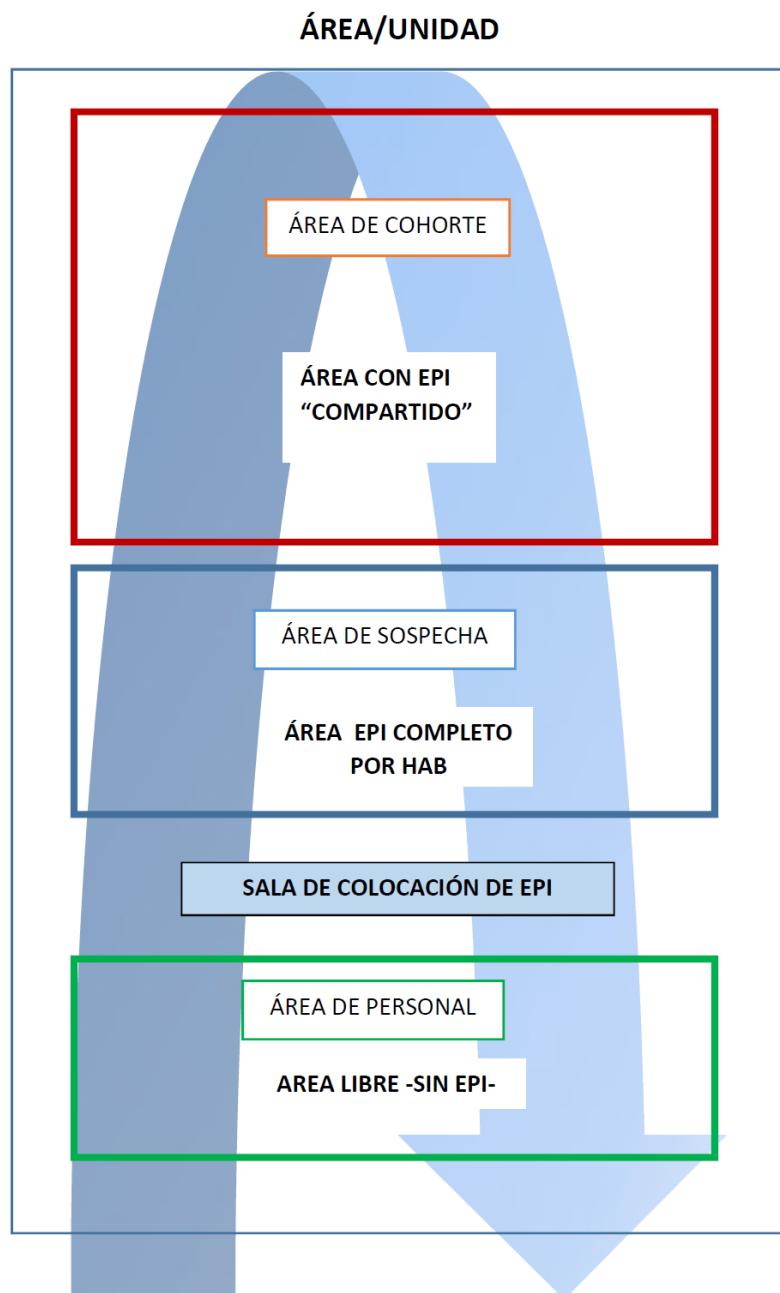 ÁREA/UNIDAD
ÁREA DE COHORTE
ÁREA CON EPI
“COMPARTIDO”
ÁREA DE SOSPECHA
ÁREA EPI COMPLETO
POR HAB
SALA DE COLOCACIÓN DE EPI
ÁREA DE PERSONAL
AREA LIBRE -SIN EPI-